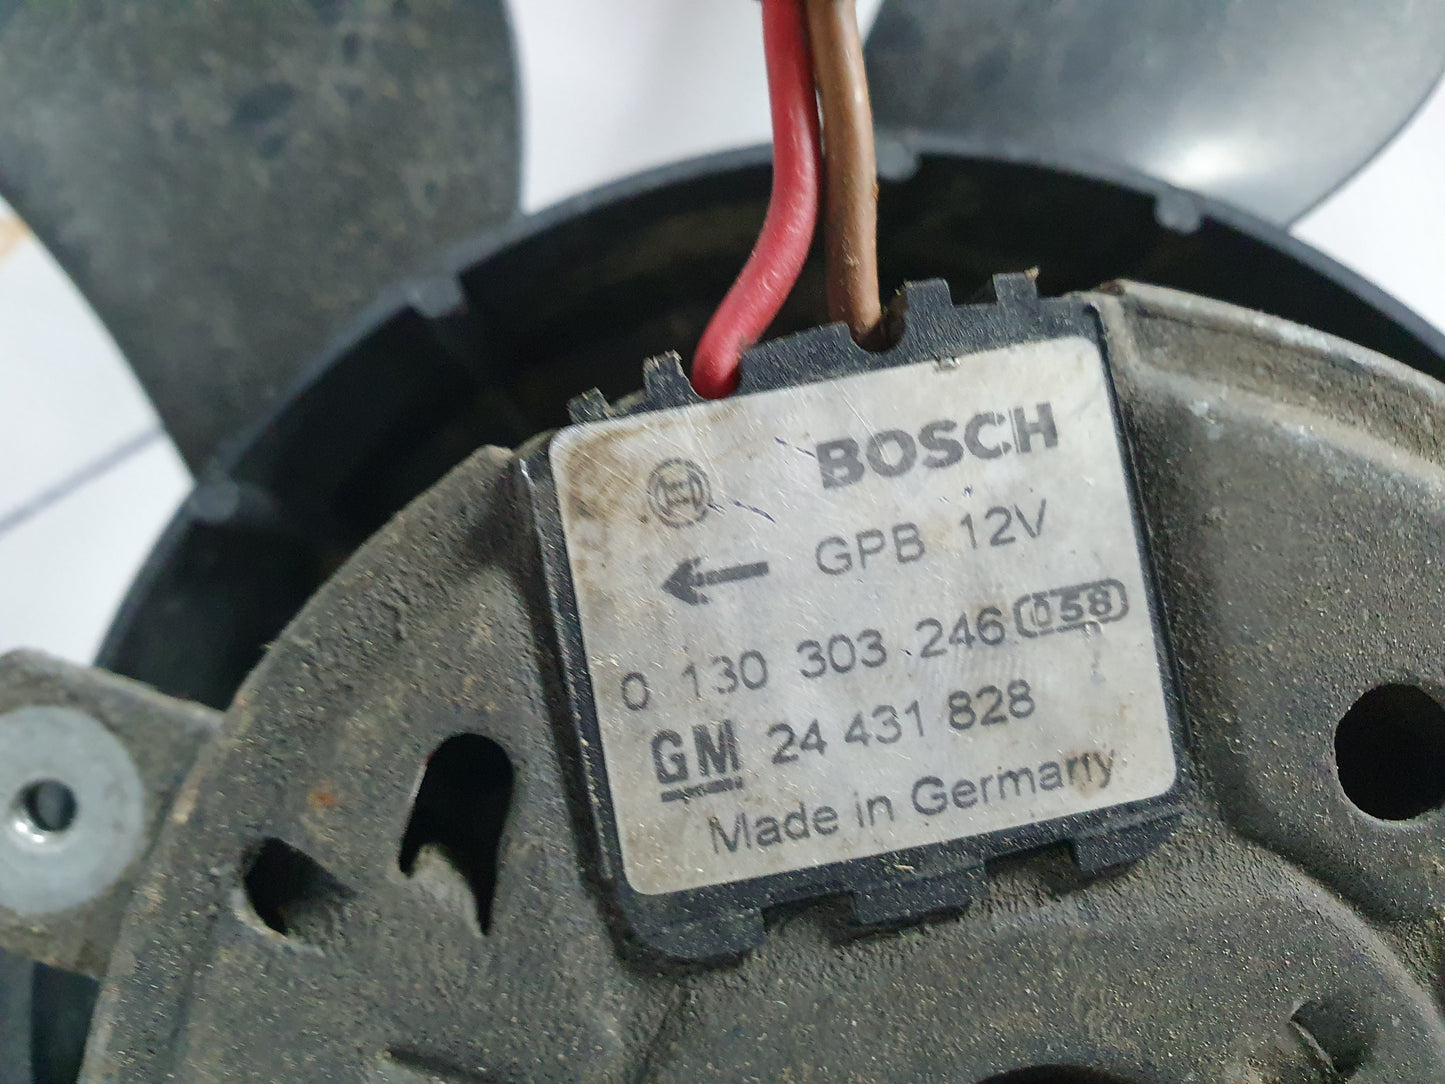 BOSCH
GPB 12V
0 130 303 246 058
GM 24 431 828
Made in Germany